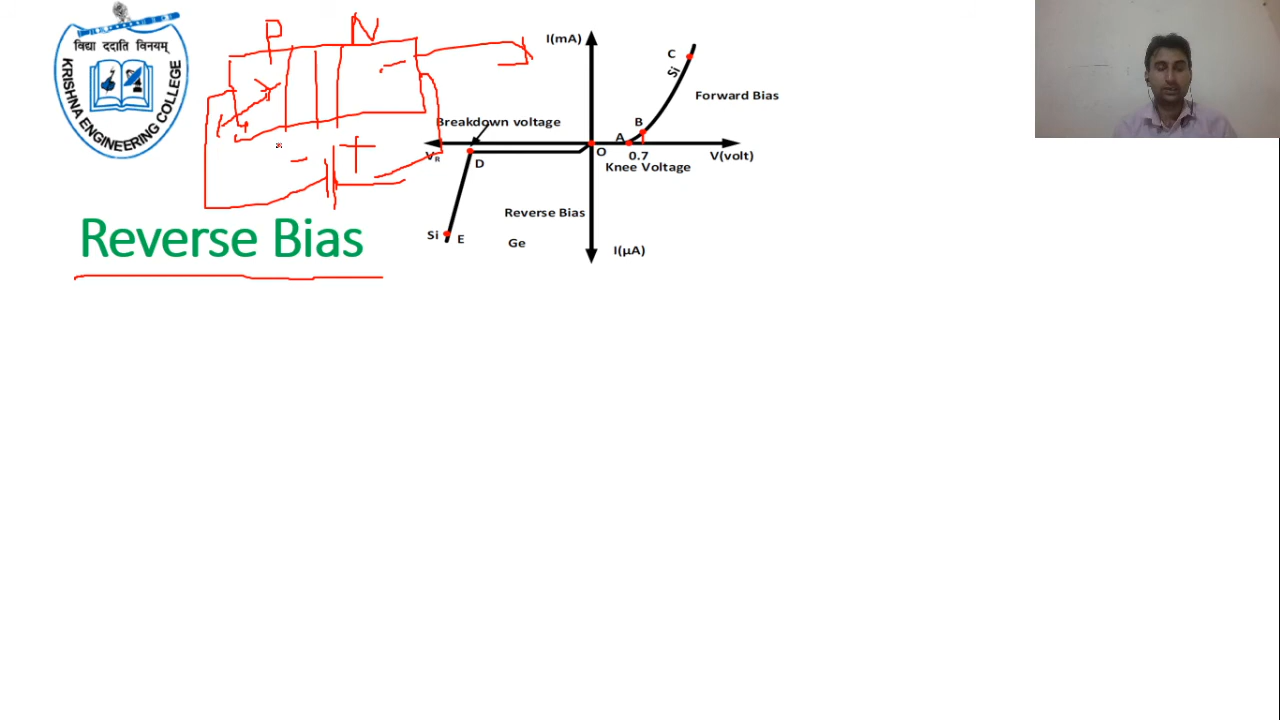 विद्या ददाति विनयम्
KRISHNA ENGINEERING COLLEGE
P N
- +
Reverse Bias
I(mA)
C
Si
Forward Bias
Breakdown voltage
B
A
VR
D
O
0.7
V(volt)
Knee Voltage
Reverse Bias
Si
E
Ge
I(μA)